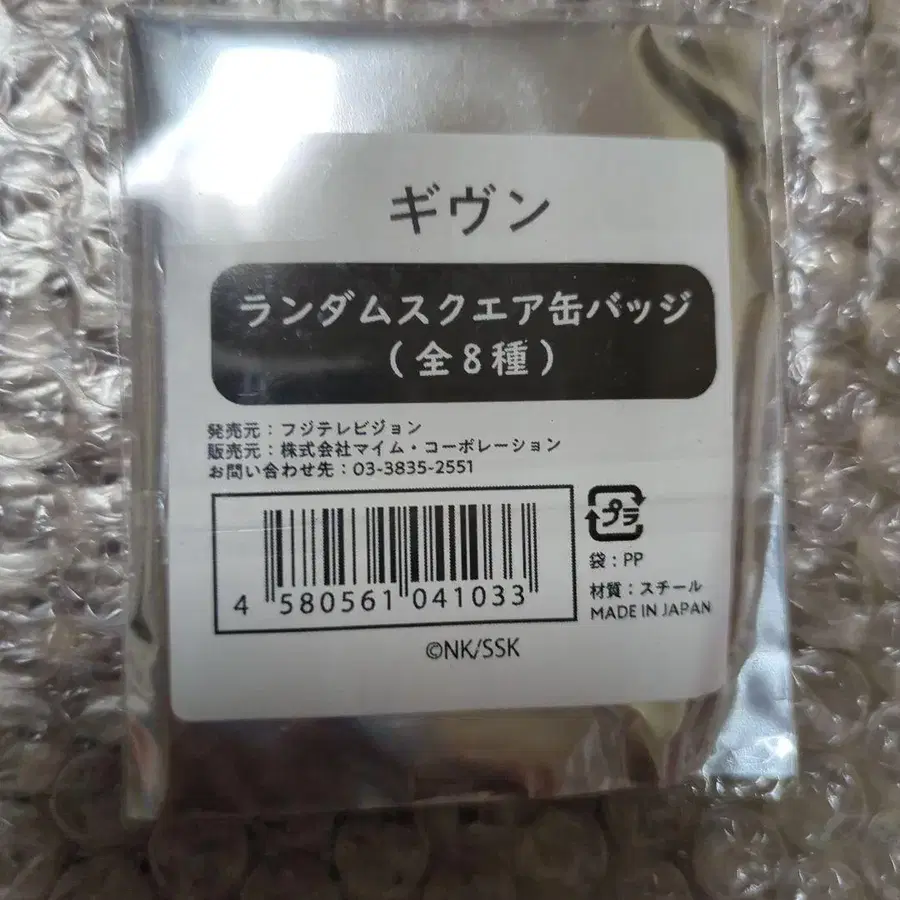 ギヴン
ランダムスクエア缶バッジ
(全8種)
発売元：フジテレビジョン
販売元：株式会社マイム・コーポレーション
お問い合わせ先：03-3835-2551
4 580561 041033
プラ
袋：PP
材質：スチール
MADE IN JAPAN
©NK/SSK